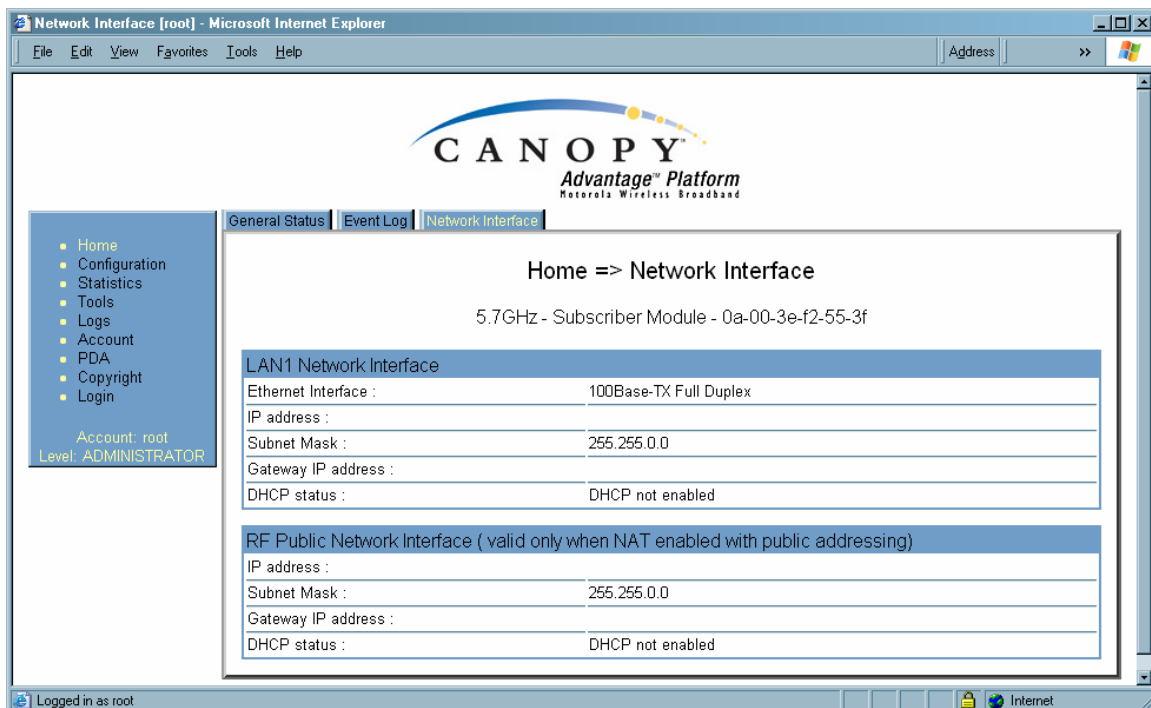 Network Interface [root] - Microsoft Internet Explorer
File Edit View Favorites Tools Help Address »
CANOPY™
Advantage™ Platform
Motorola Wireless Broadband
General Status Event Log Network Interface
Home
Configuration
Statistics
Tools
Logs
Account
PDA
Copyright
Login
Account: root
Level: ADMINISTRATOR
Home => Network Interface
5.7GHz - Subscriber Module - 0a-00-3e-f2-55-3f
LAN1 Network Interface
Ethernet Interface : 100Base-TX Full Duplex
IP address :
Subnet Mask : 255.255.0.0
Gateway IP address :
DHCP status : DHCP not enabled
RF Public Network Interface ( valid only when NAT enabled with public addressing)
IP address :
Subnet Mask : 255.255.0.0
Gateway IP address :
DHCP status : DHCP not enabled
Logged in as root Internet